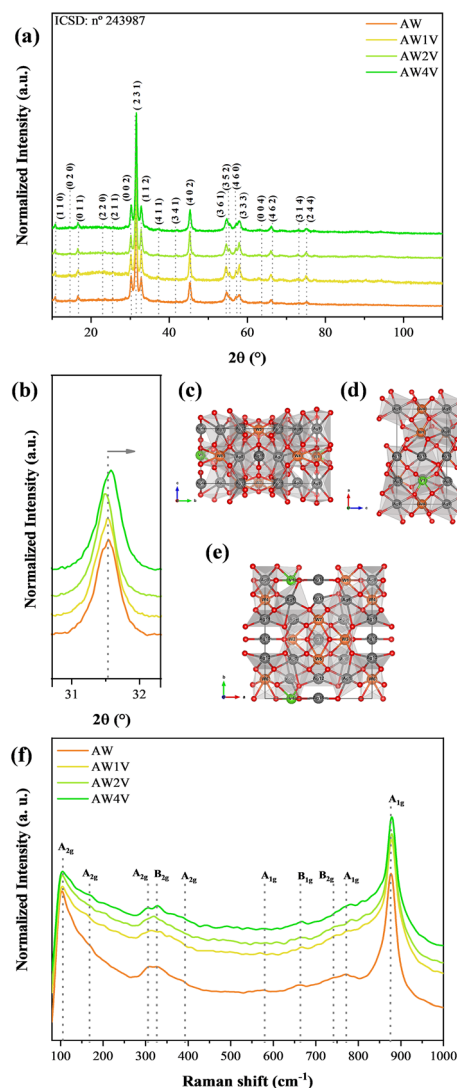 (a)
ICSD: nº 243987
AW
AW1V
AW2V
AW4V
Normalized Intensity (a.u.)
(1 1 0)
(0 2 0)
(0 1 1)
(2 2 0)
(2 1 1)
(0 0 2)
(2 3 1)
(1 1 2)
(4 1 1)
(3 4 1)
(4 0 2)
(3 6 1)
(3 5 2)
(4 6 0)
(3 3 3)
(0 0 4)
(4 6 2)
(3 1 4)
(2 4 4)
20 40 60 80 100
2θ (°)
(b)
Normalized Intensity (a.u.)
31 32
2θ (°)
(c)
(d)
(e)
(f)
AW
AW1V
AW2V
AW4V
Normalized Intensity (a. u.)
A2g
A2g
A2g
B2g
A2g
A1g
B1g
B2g
A1g
A1g
100 200 300 400 500 600 700 800 900 1000
Raman shift (cm⁻¹)